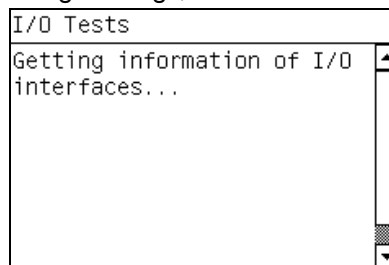 I/O Tests
Getting information of I/O
interfaces...